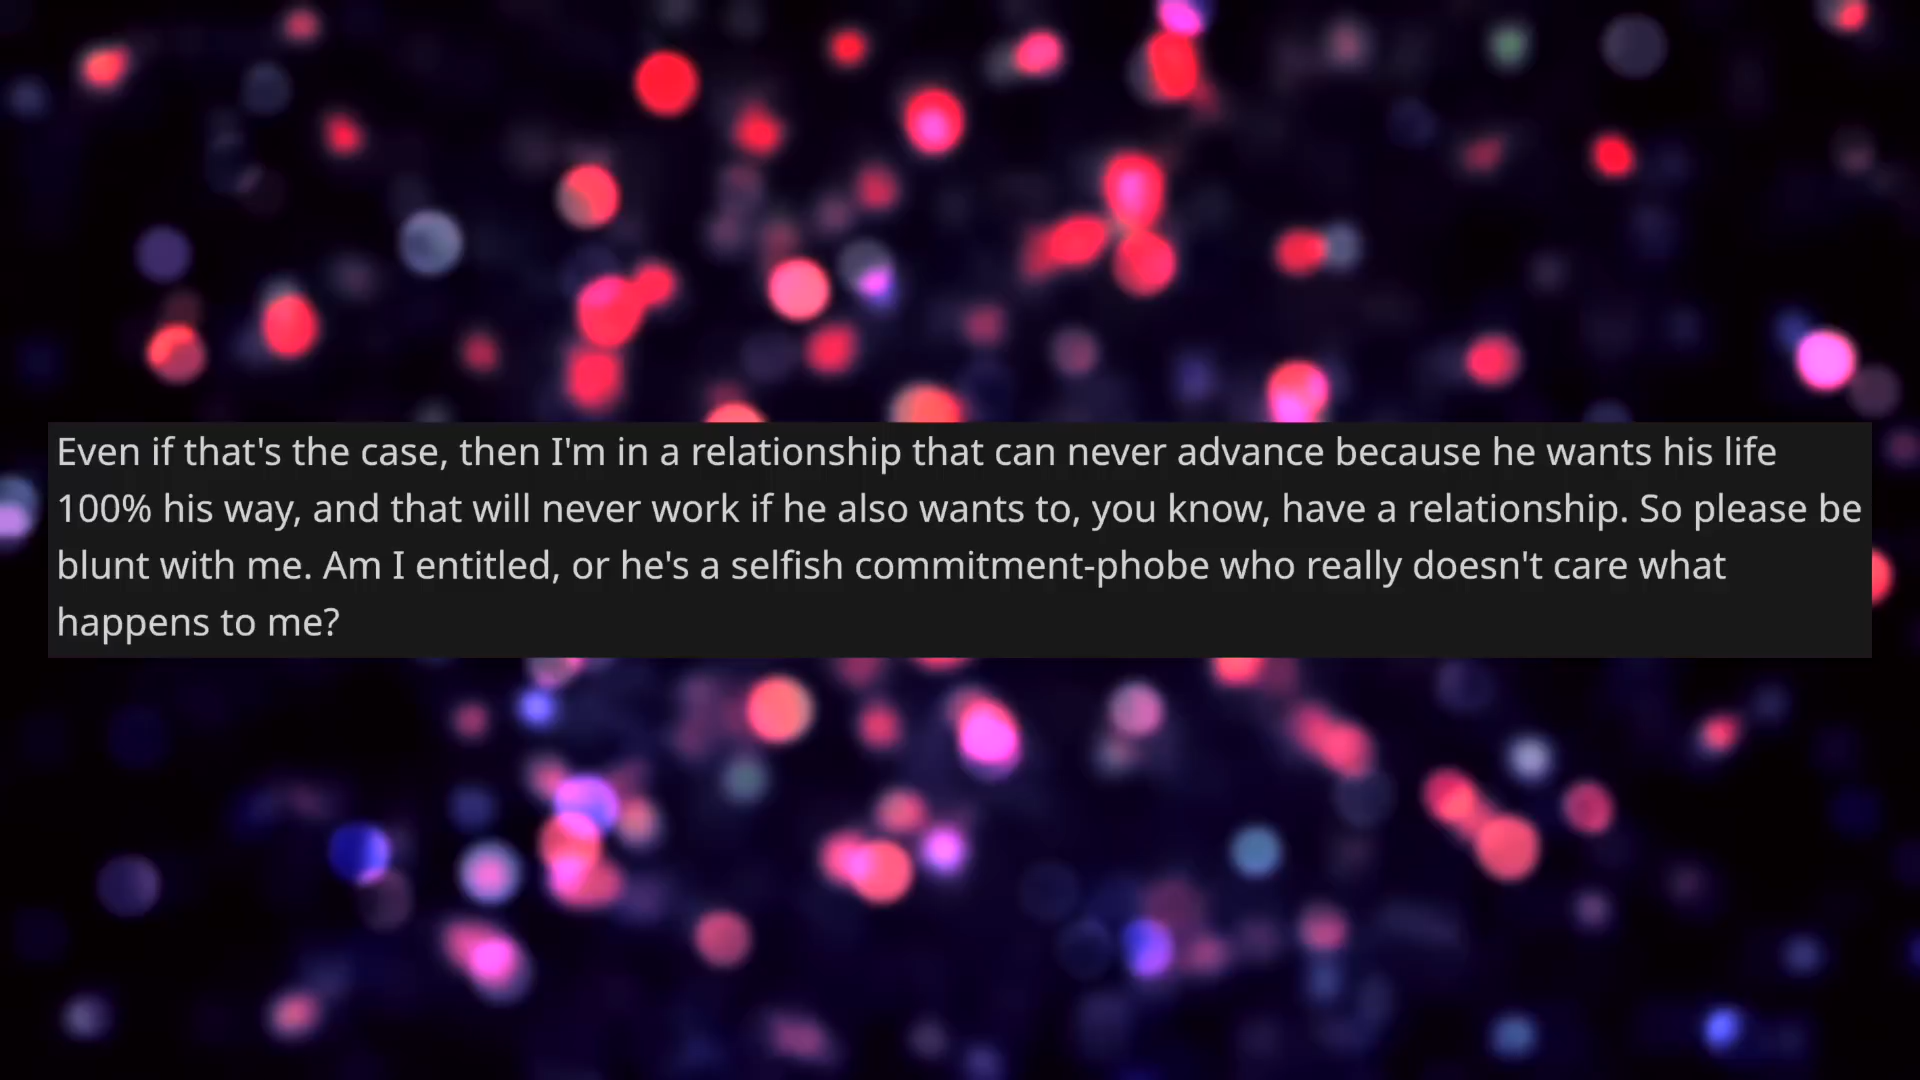 Even if that's the case, then I'm in a relationship that can never advance because he wants his life
100% his way, and that will never work if he also wants to, you know, have a relationship. So please be
blunt with me. Am I entitled, or he's a selfish commitment-phobe who really doesn't care what
happens to me?